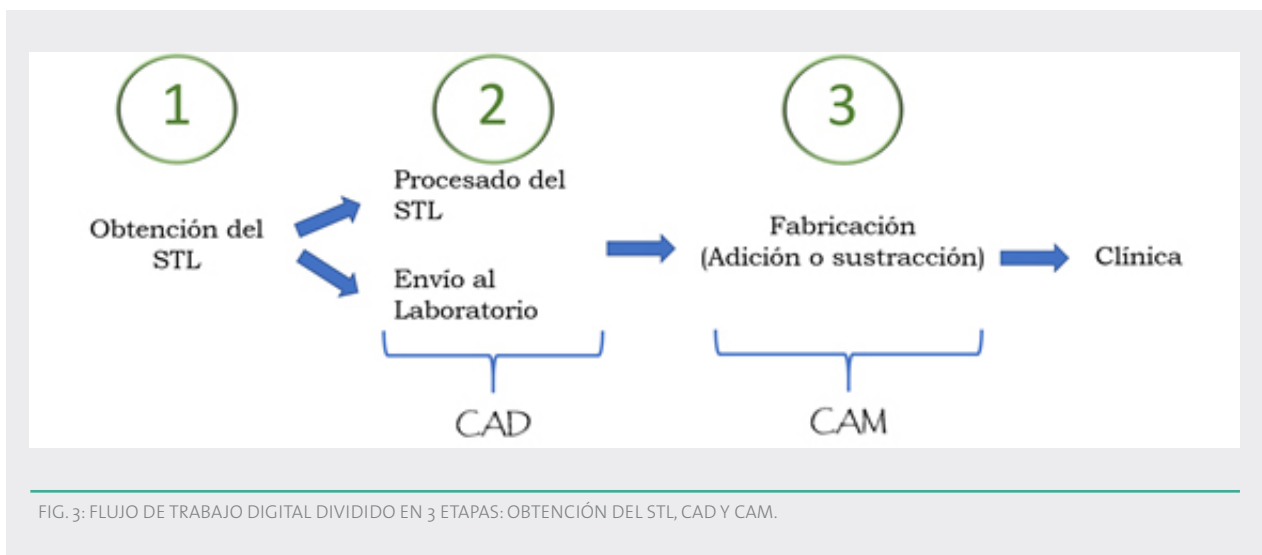 1
2
3
Obtención del
STL
Procesado del
STL
Envío al
Laboratorio
CAD
Fabricación
(Adición o sustracción)
CAM
Clínica
FIG. 3: FLUJO DE TRABAJO DIGITAL DIVIDIDO EN 3 ETAPAS: OBTENCIÓN DEL STL, CAD Y CAM.